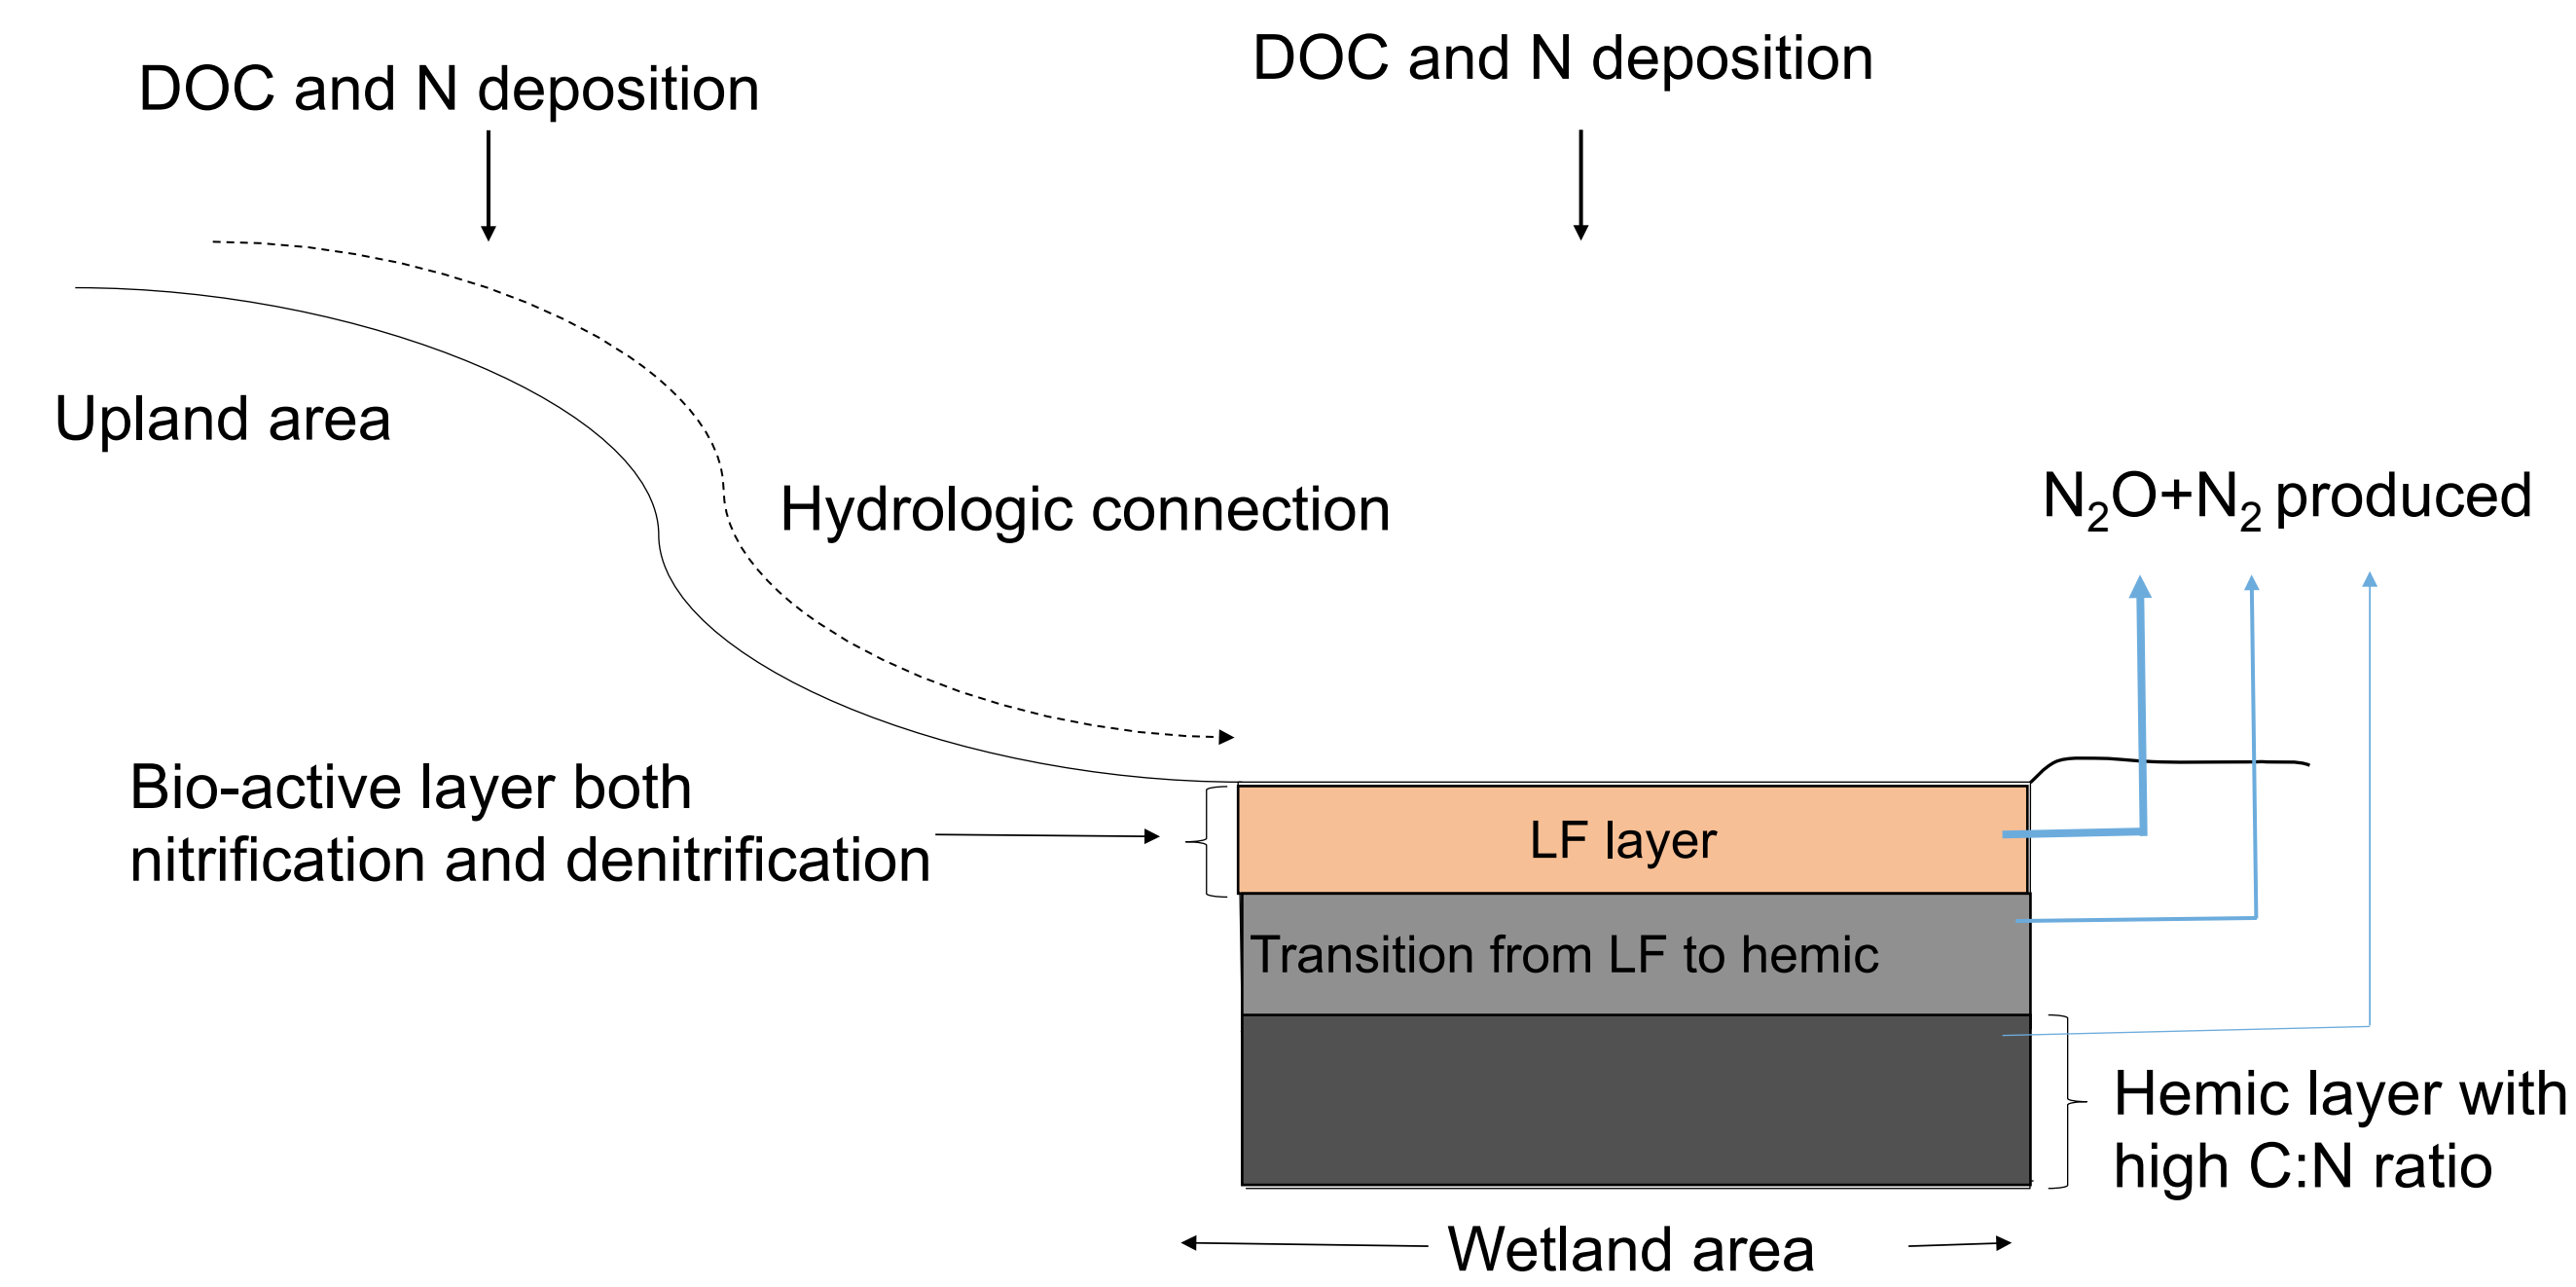 DOC and N deposition
DOC and N deposition
Upland area
Hydrologic connection
N₂O+N₂ produced
Bio-active layer both
nitrification and denitrification
LF layer
Transition from LF to hemic
Hemic layer with
high C:N ratio
Wetland area